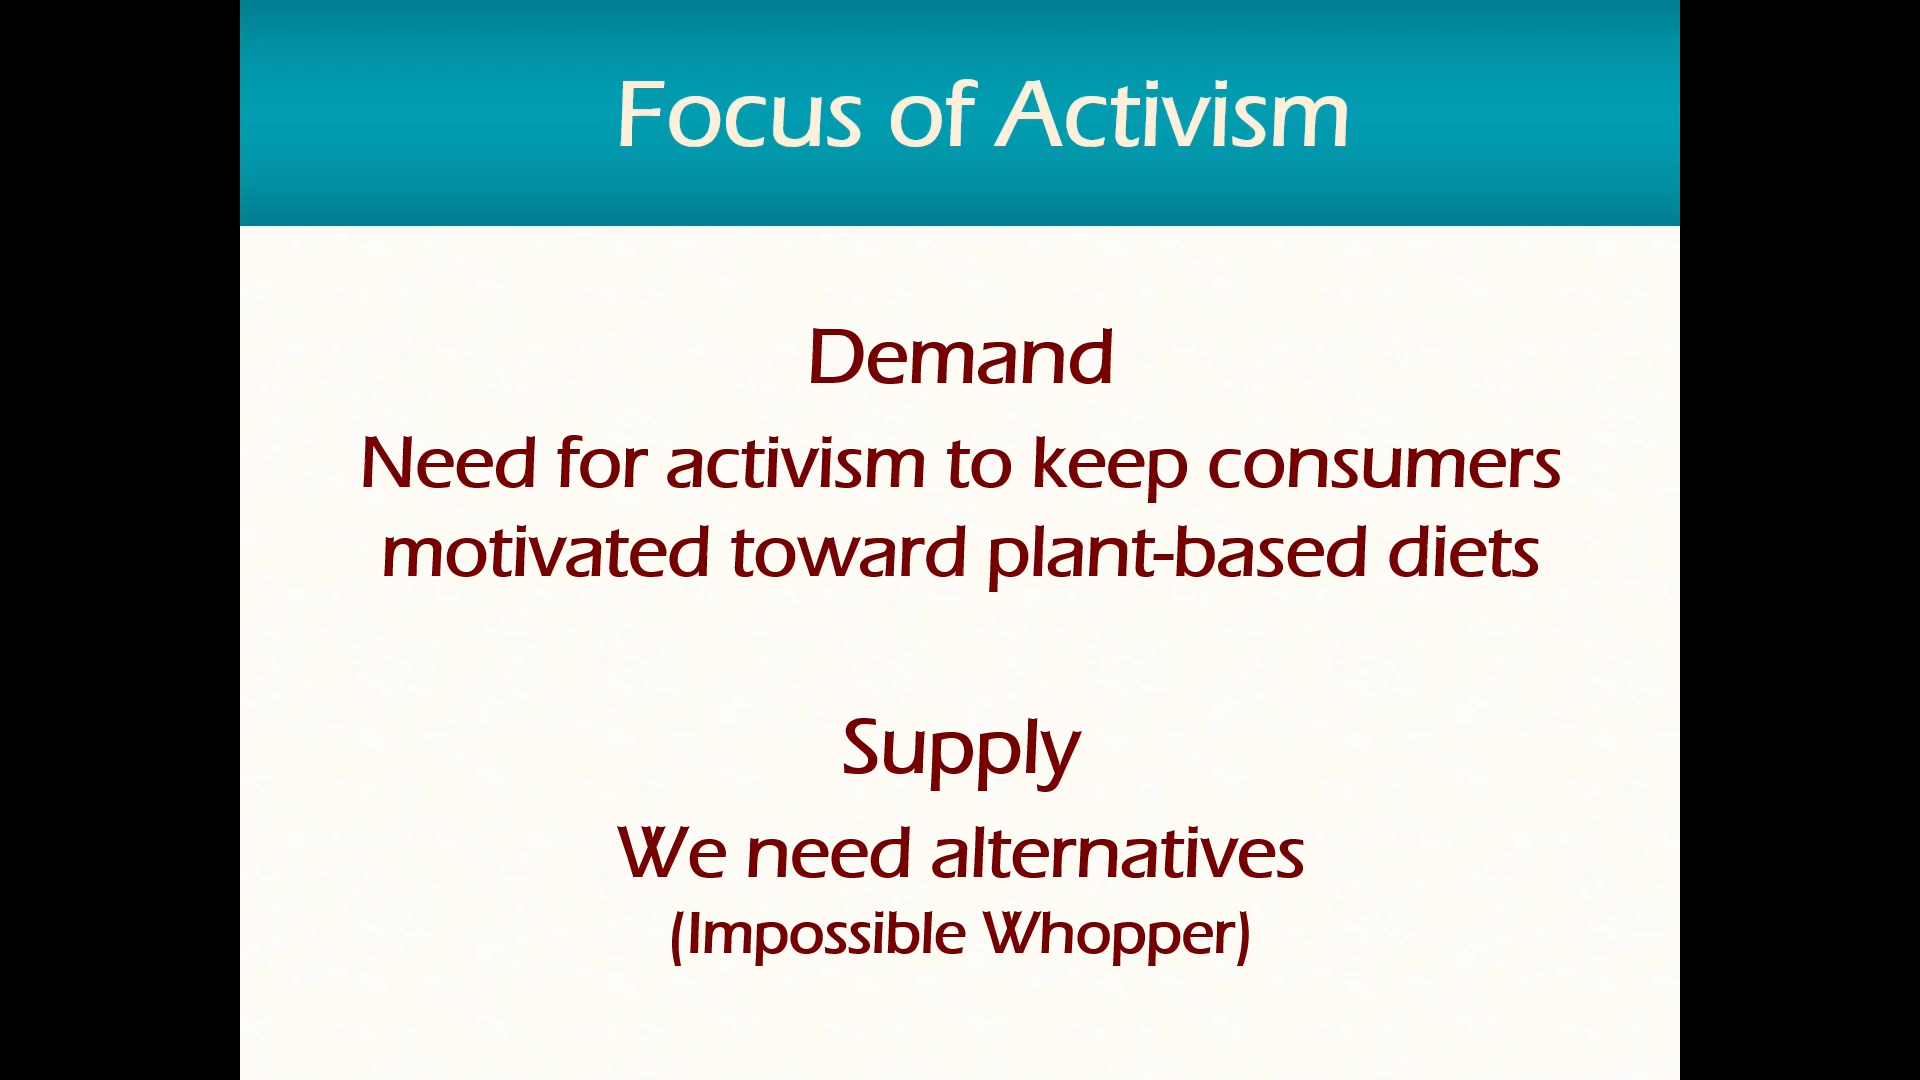 Focus of Activism
Demand
Need for activism to keep consumers
motivated toward plant-based diets
Supply
We need alternatives
(Impossible Whopper)